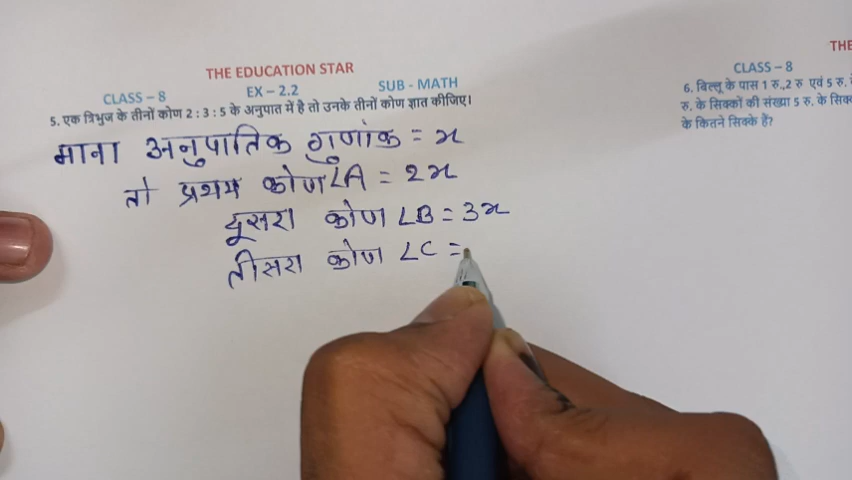 THE EDUCATION STAR
CLASS – 8 EX – 2.2 SUB - MATH
5. एक त्रिभुज के तीनों कोण 2 : 3 : 5 के अनुपात में है तो उनके तीनों कोण ज्ञात कीजिए।
माना अनुपातिक गुणांक = x
तो प्रथम कोण ∠A = 2x
दूसरा कोण ∠B = 3x
तीसरा कोण ∠C =
THE
CLASS – 8
6. बिल्लू के पास 1 रु.,2 रु एवं 5 रु.
रु. के सिक्कों की संख्या 5 रु. के सिक्
के कितने सिक्के हैं?